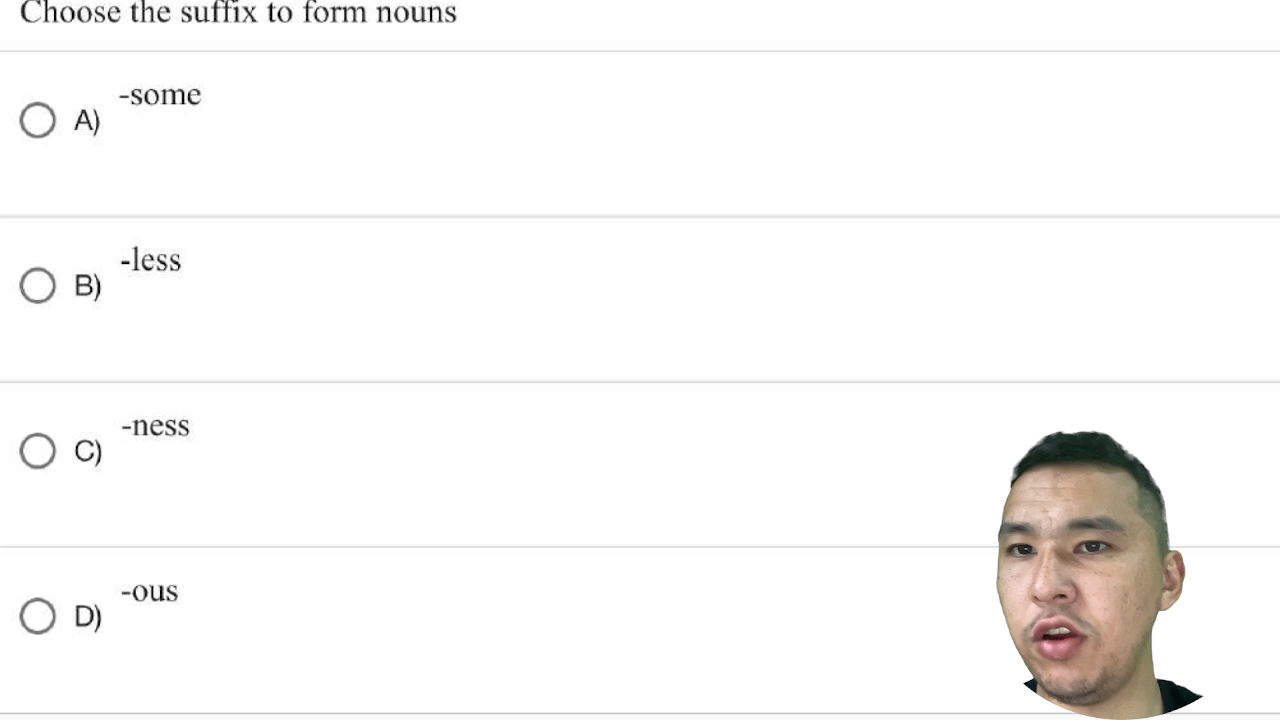 Choose the suffix to form nouns
-some
A)
-less
B)
-ness
C)
-ous
D)